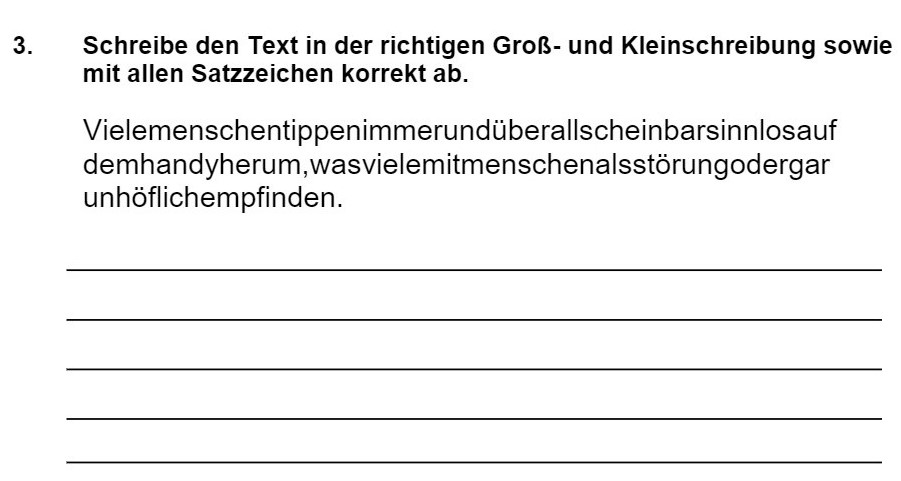 3. Schreibe den Text in der richtigen Groß- und Kleinschreibung sowie
mit allen Satzzeichen korrekt ab.
Vielemenschentippenimmerundüberallscheinbarsinnlosauf
demhandyherum,wasvielemitmenschenalsstörungodergar
unhöflichempfinden.